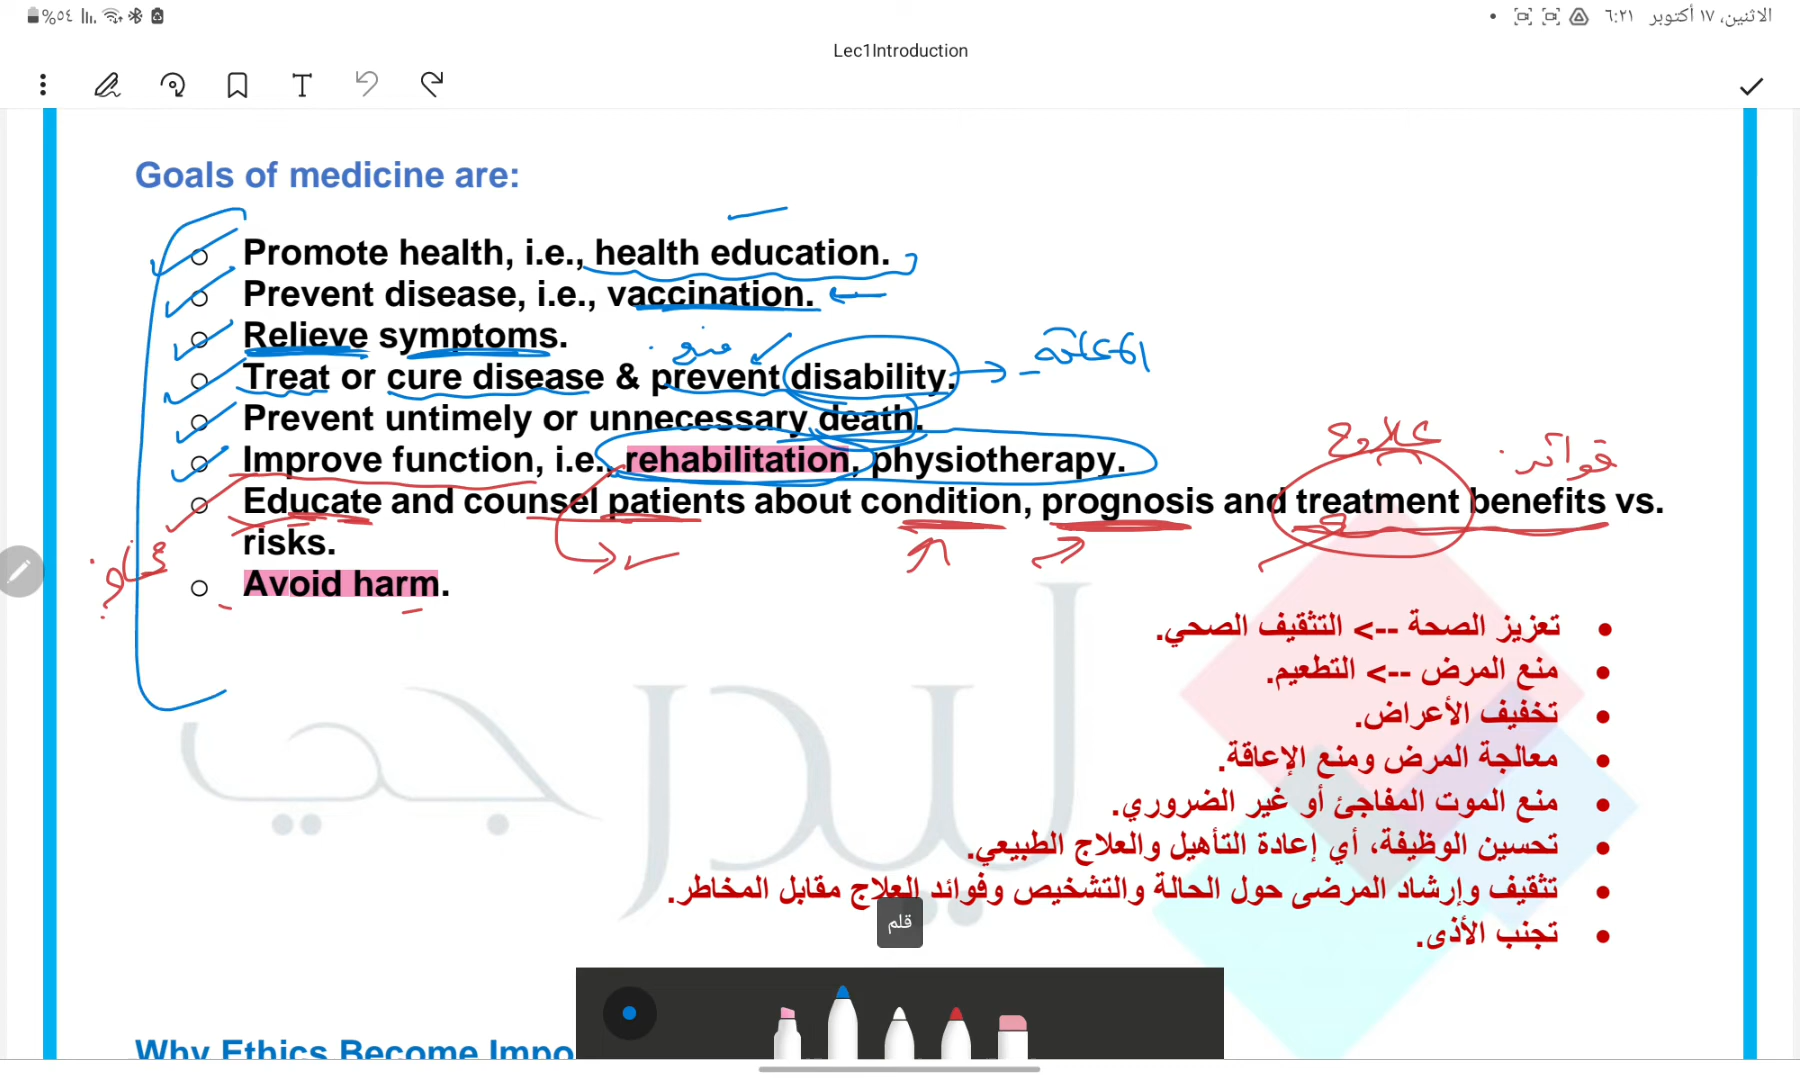 %٥٤
الاثنين، ١٧ أكتوبر ٦:٢١
Lec1Introduction
Goals of medicine are:
Promote health, i.e., health education.
Prevent disease, i.e., vaccination.
Relieve symptoms.
منع
الإعاقة
Treat or cure disease & prevent disability.
Prevent untimely or unnecessary death.
علاج
فوائد
Improve function, i.e., rehabilitation, physiotherapy.
Educate and counsel patients about condition, prognosis and treatment benefits vs.
risks.
Avoid harm.
تعزيز الصحة --> التثقيف الصحي.
منع المرض --> التطعيم.
تخفيف الأعراض.
معالجة المرض ومنع الإعاقة.
منع الموت المفاجئ أو غير الضروري.
تحسين الوظيفة، أي إعادة التأهيل والعلاج الطبيعي.
تثقيف وإرشاد المرضى حول الحالة والتشخيص وفوائد العلاج مقابل المخاطر.
تجنب الأذى.
ليدرجي
قلم
Why Ethics Become Impo